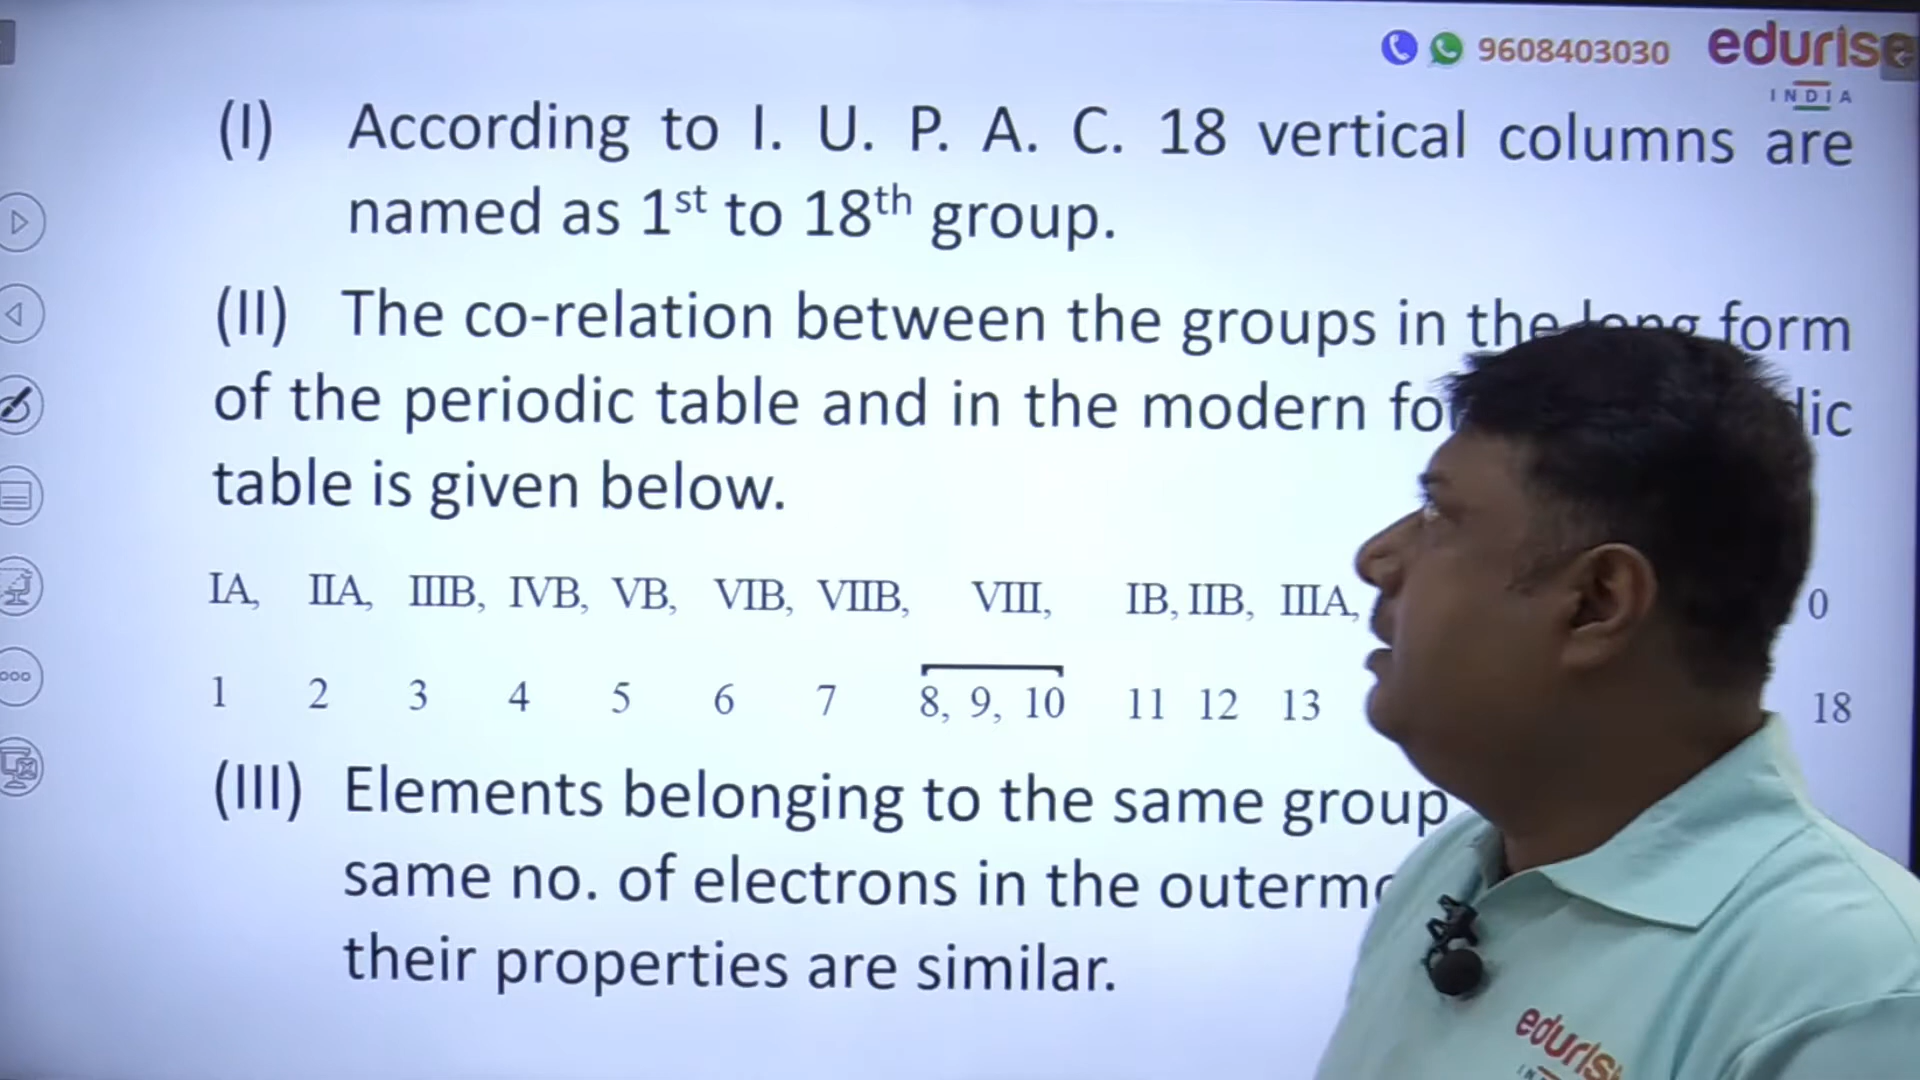 9608403030 edurise
INDIA
(I) According to I. U. P. A. C. 18 vertical columns are
named as 1st to 18th group.
(II) The co-relation between the groups in the long form
of the periodic table and in the modern
table is given below.
IA, IIA, IIIB, IVB, VB, VIB, VIIB, VIII, IB, IIB, IIIA, 0
1 2 3 4 5 6 7 8, 9, 10 11 12 13 18
(III) Elements belonging to the same group
same no. of electrons in the
their properties are similar.